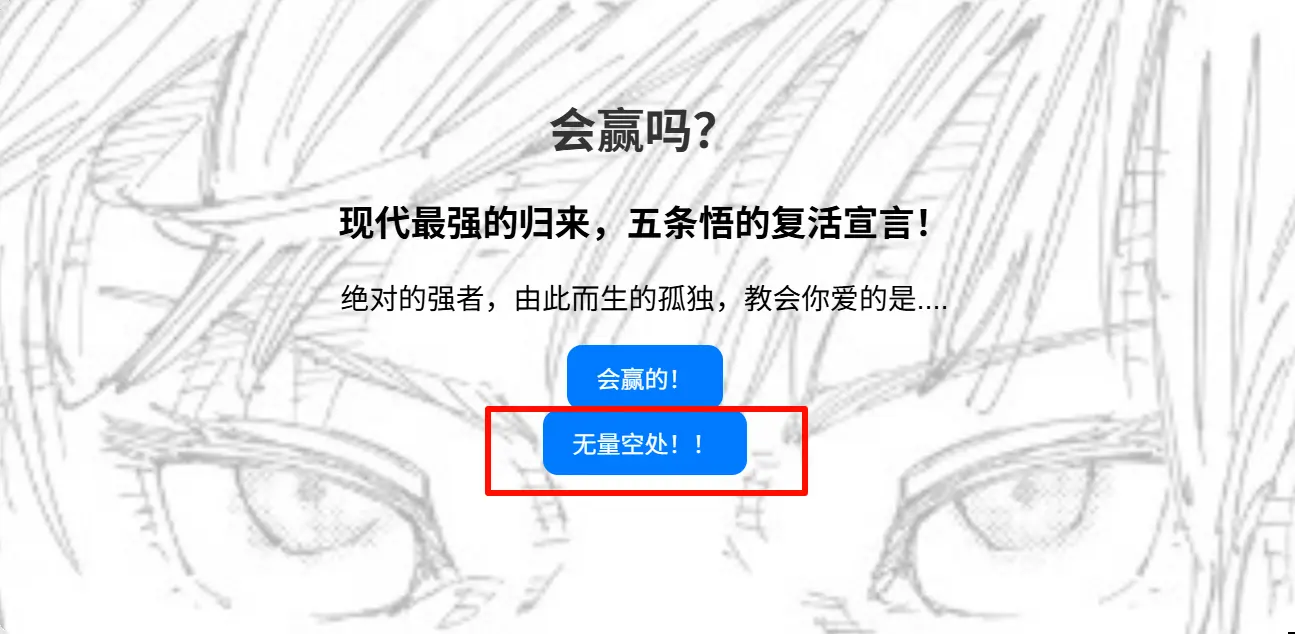 会赢吗？
现代最强的归来，五条悟的复活宣言！
绝对的强者，由此而生的孤独，教会你爱的是....
会赢的！
无量空处！！